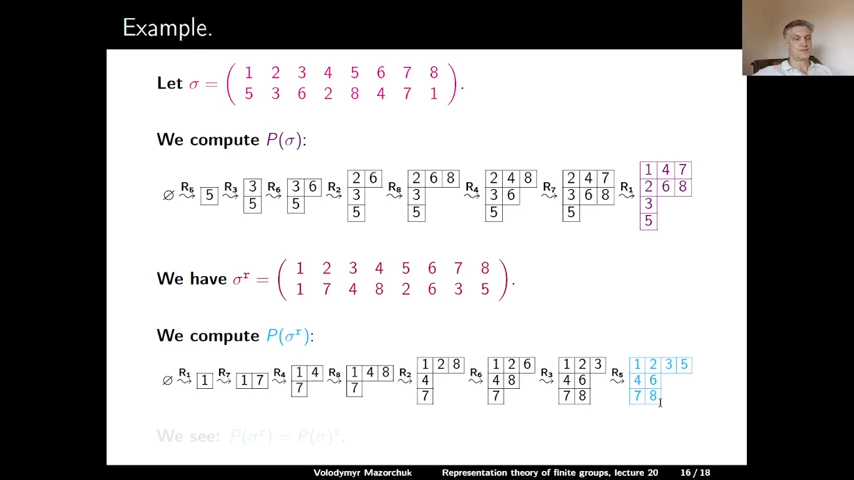 Example.
Let σ = ( 1 2 3 4 5 6 7 8
5 3 6 2 8 4 7 1 ).
We compute P(σ):
∅ R₅ ⤳ 5 R₃ ⤳ 3 / 5 R₆ ⤳ 3 6 / 5 R₂ ⤳ 2 6 / 3 / 5 R₈ ⤳ 2 6 8 / 3 / 5 R₄ ⤳ 2 4 8 / 3 6 / 5 R₇ ⤳ 2 4 7 / 3 6 8 / 5 R₁ ⤳ 1 4 7 / 2 6 8 / 3 / 5
We have σʳ = ( 1 2 3 4 5 6 7 8
1 7 4 8 2 6 3 5 ).
We compute P(σʳ):
∅ R₁ ⤳ 1 R₇ ⤳ 1 7 R₄ ⤳ 1 4 / 7 R₈ ⤳ 1 4 8 / 7 R₂ ⤳ 1 2 8 / 4 / 7 R₆ ⤳ 1 2 6 / 4 8 / 7 R₃ ⤳ 1 2 3 / 4 6 / 7 8 R₅ ⤳ 1 2 3 5 / 4 6 / 7 8
We see: P(σʳ) = P(σ)ᵗ.
Volodymyr Mazorchuk Representation theory of finite groups, lecture 20 16 / 18